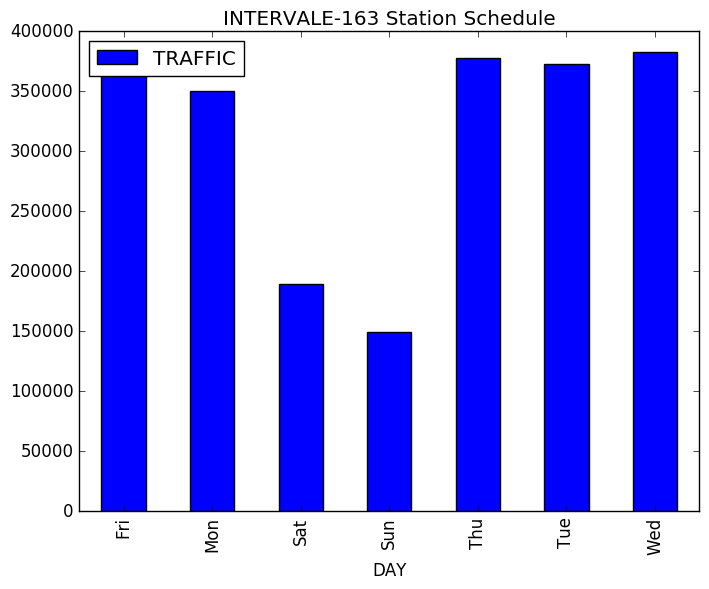 INTERVALE-163 Station Schedule
400000
TRAFFIC
350000
300000
250000
200000
150000
100000
50000
0
Fri Mon Sat Sun Thu Tue Wed
DAY